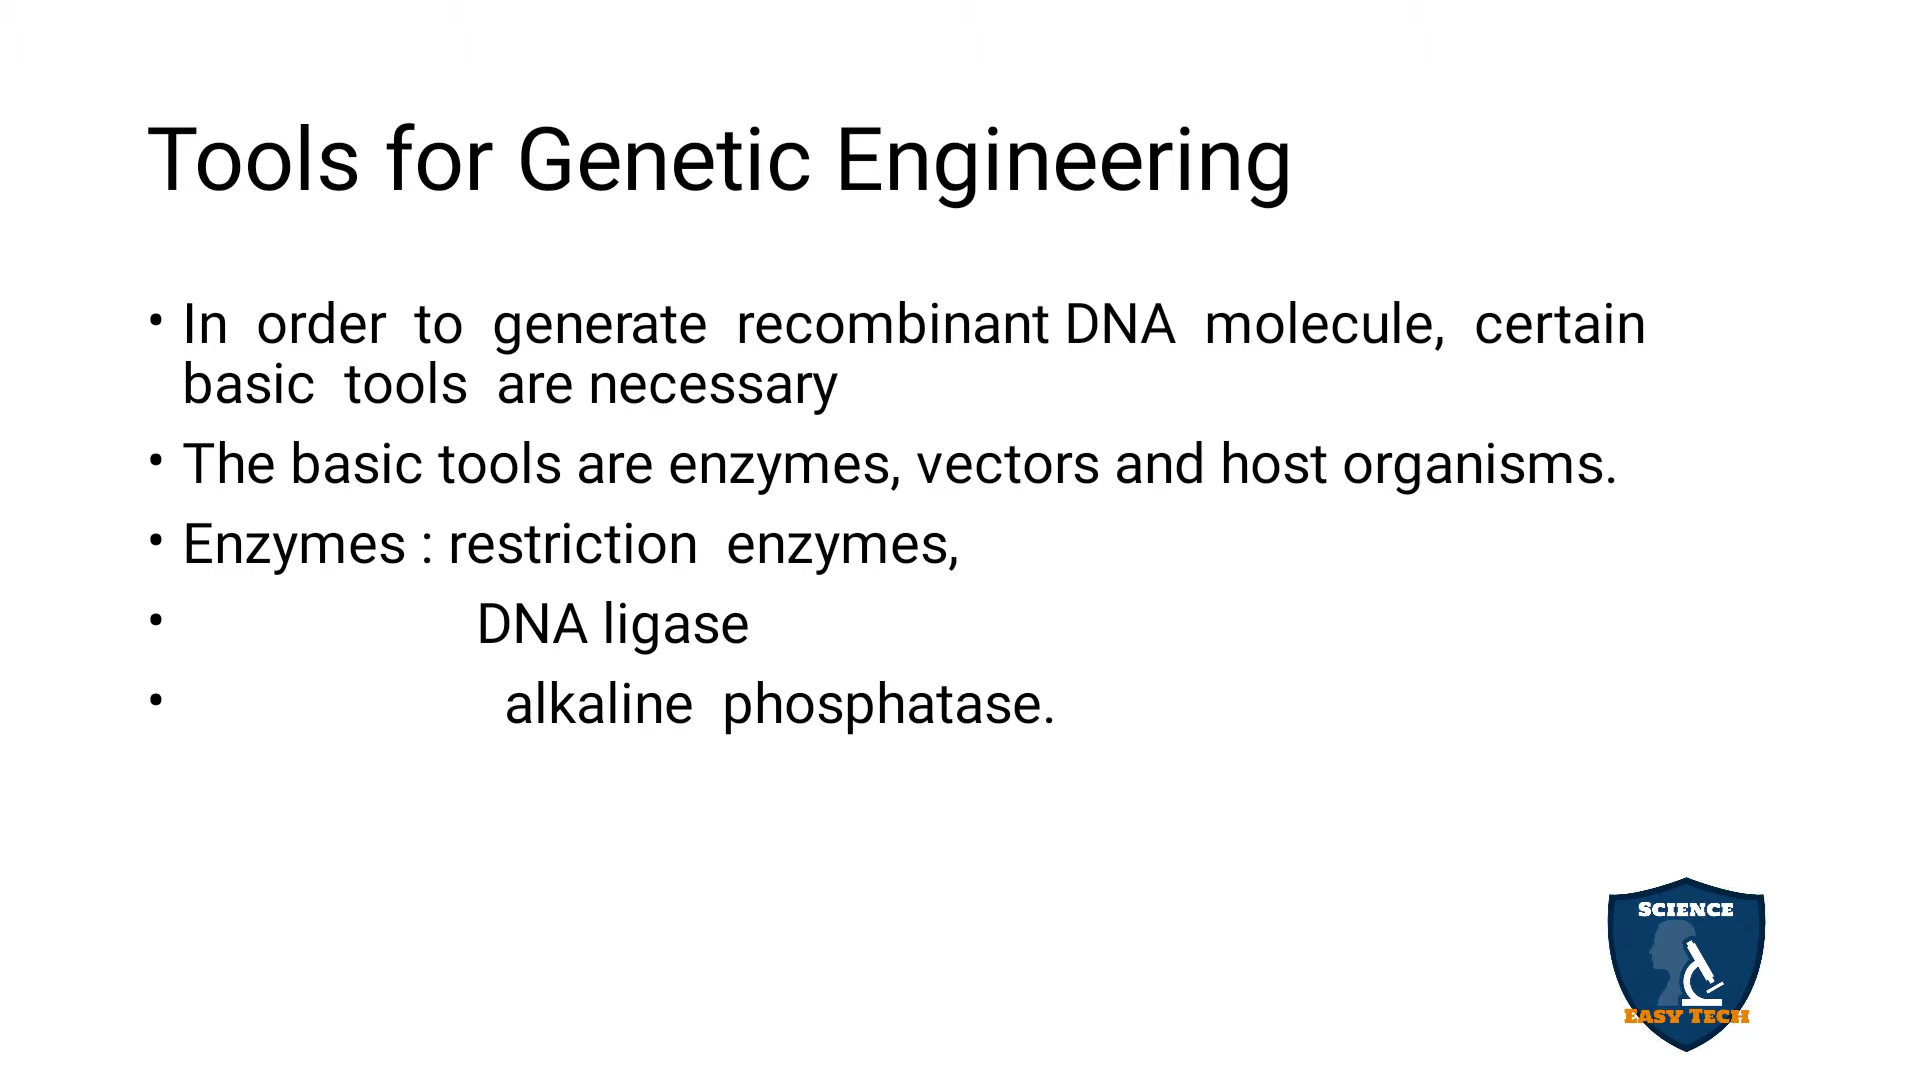 Tools for Genetic Engineering
• In order to generate recombinant DNA molecule, certain
basic tools are necessary
• The basic tools are enzymes, vectors and host organisms.
• Enzymes : restriction enzymes,
• DNA ligase
• alkaline phosphatase.
SCIENCE
EASY TECH